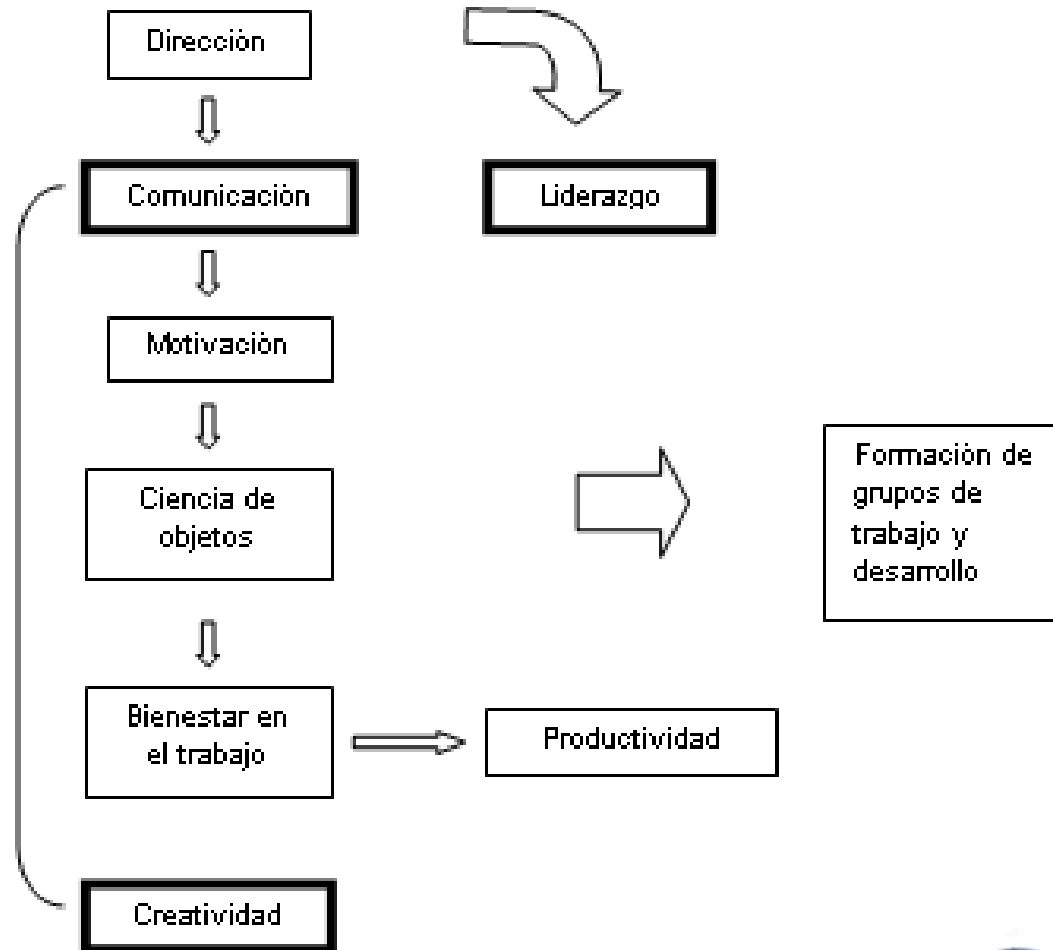 Dirección
Comunicación
Liderazgo
Motivación
Ciencia de
objetos
Formación de
grupos de
trabajo y
desarrollo
Bienestar en
el trabajo
Productividad
Creatividad